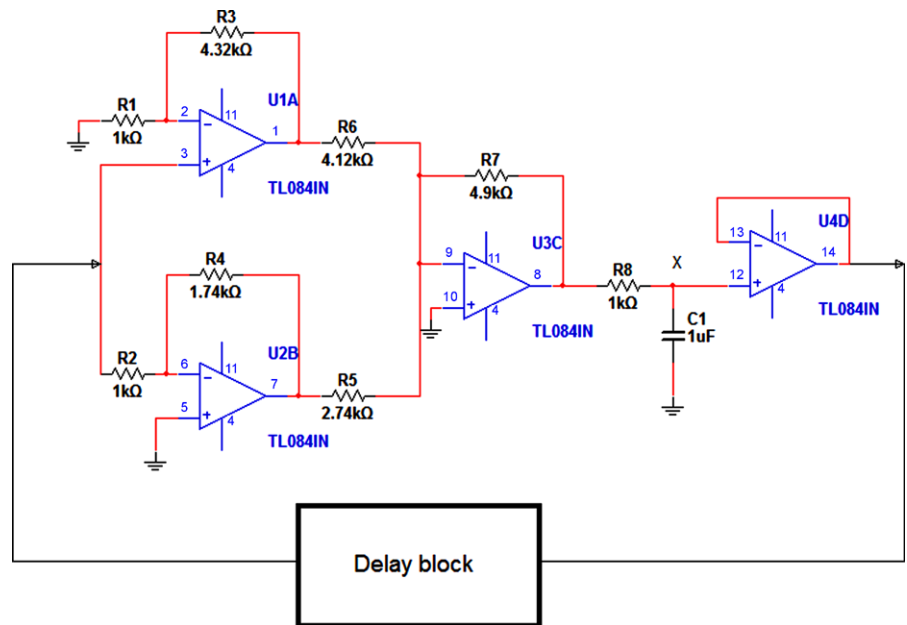 R3
4.32kΩ
U1A
R1
1kΩ
2
11
1
3
4
TL084IN
R6
4.12kΩ
R7
4.9kΩ
U3C
9
11
8
10
4
TL084IN
R8
1kΩ
X
C1
1uF
U4D
13
11
14
12
4
TL084IN
R4
1.74kΩ
U2B
R2
1kΩ
6
11
7
5
4
TL084IN
R5
2.74kΩ
Delay block